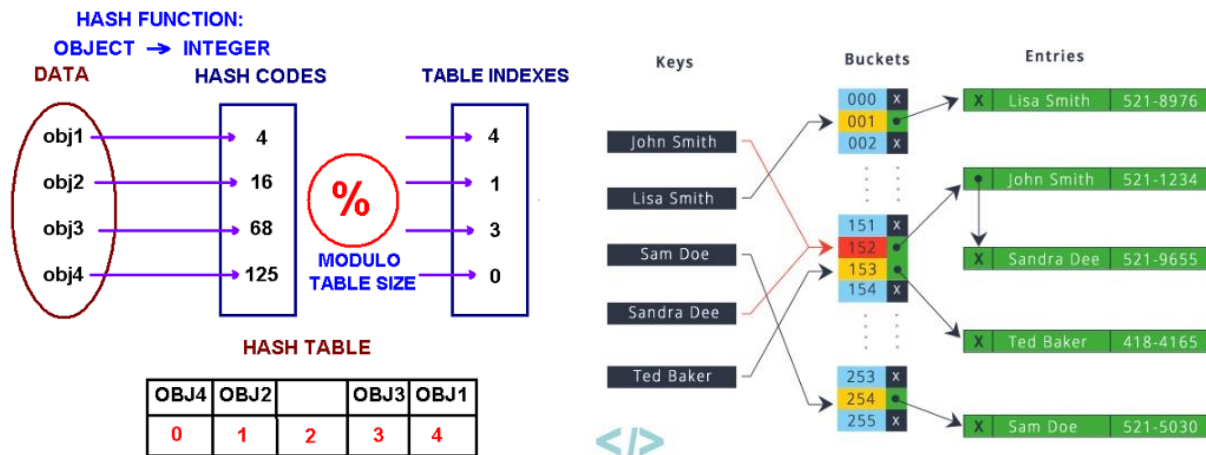 HASH FUNCTION:
OBJECT → INTEGER
DATA HASH CODES TABLE INDEXES
obj1 4 4
obj2 16 1
obj3 68 3
obj4 125 0
%
MODULO
TABLE SIZE
HASH TABLE
OBJ4 OBJ2 OBJ3 OBJ1
0 1 2 3 4
Keys Buckets Entries
John Smith
Lisa Smith
Sam Doe
Sandra Dee
Ted Baker
000 X
001
002 X
151 X
152
153
154 X
253 X
254
255 X
X Lisa Smith 521-8976
John Smith 521-1234
X Sandra Dee 521-9655
X Ted Baker 418-4165
X Sam Doe 521-5030
</>